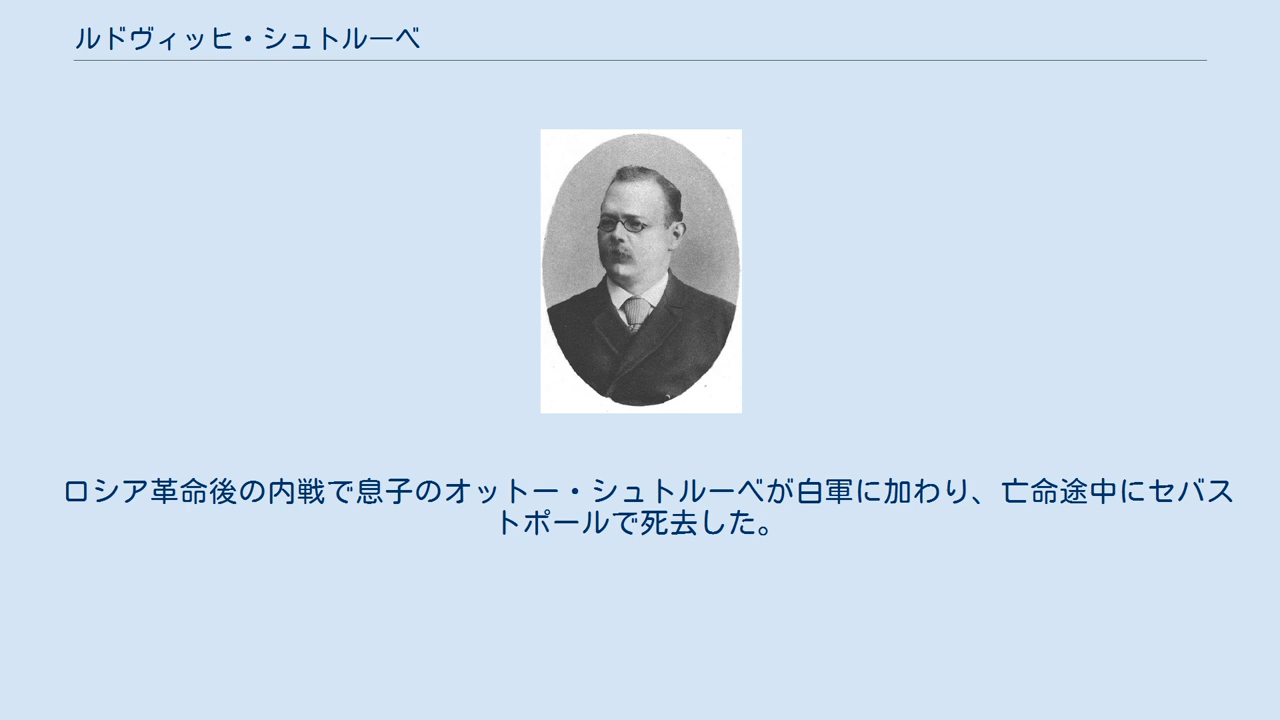 ルドヴィッヒ・シュトルーベ
ロシア革命後の内戦で息子のオットー・シュトルーベが白軍に加わり、亡命途中にセバス
トポールで死去した。